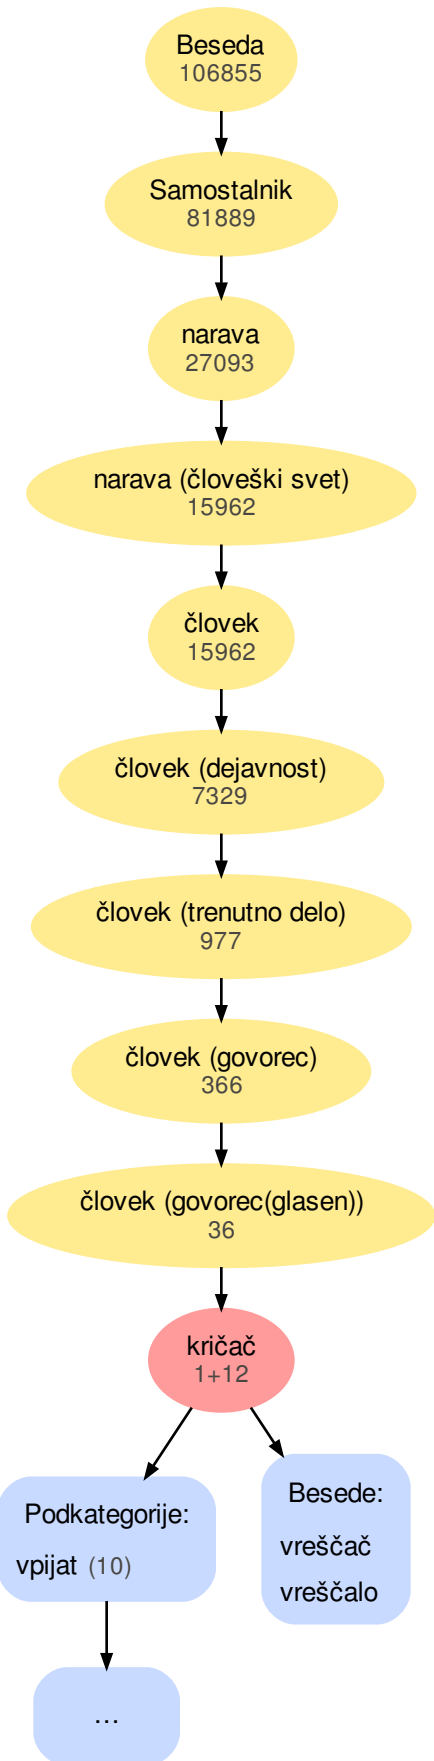 Beseda
106855
Samostalnik
81889
narava
27093
narava (človeški svet)
15962
človek
15962
človek (dejavnost)
7329
človek (trenutno delo)
977
človek (govorec)
366
človek (govorec(glasen))
36
kričač
1+12
Podkategorije:
vpijat (10)
...
Besede:
vreščač
vreščalo